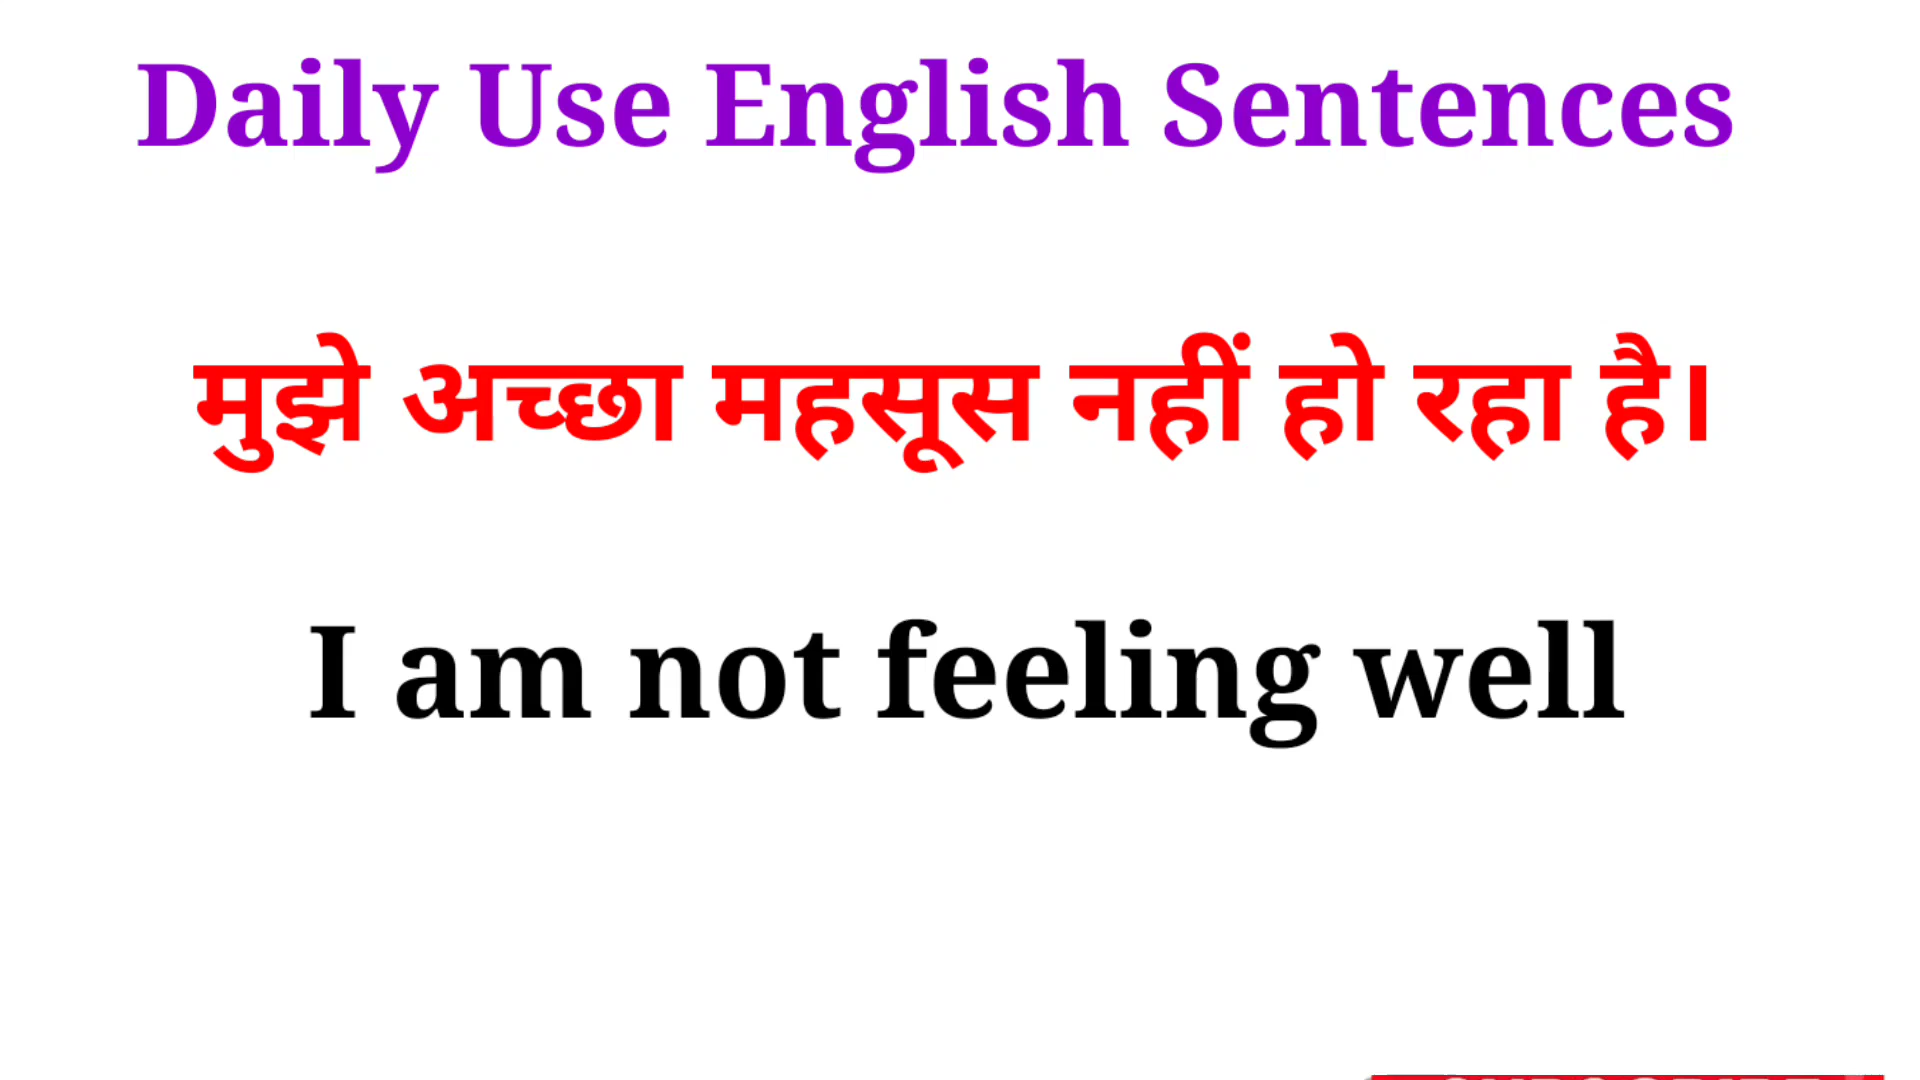 Daily Use English Sentences
मुझे अच्छा महसूस नहीं हो रहा है।
I am not feeling well